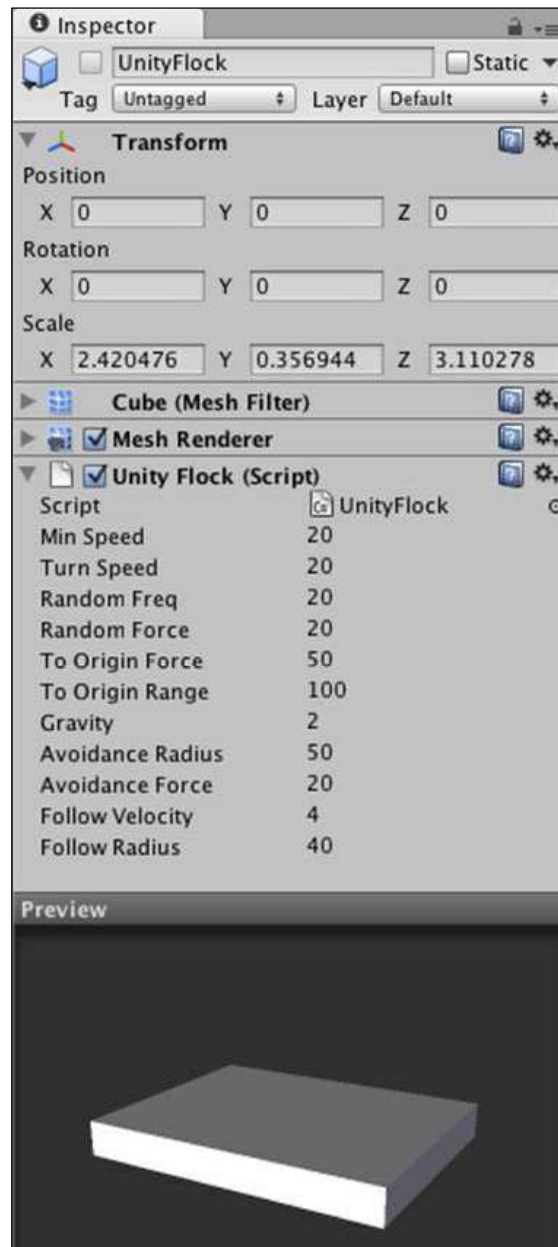 Inspector
UnityFlock Static
Tag Untagged Layer Default
Transform
Position
X 0 Y 0 Z 0
Rotation
X 0 Y 0 Z 0
Scale
X 2.420476 Y 0.356944 Z 3.110278
Cube (Mesh Filter)
Mesh Renderer
Unity Flock (Script)
Script UnityFlock
Min Speed 20
Turn Speed 20
Random Freq 20
Random Force 20
To Origin Force 50
To Origin Range 100
Gravity 2
Avoidance Radius 50
Avoidance Force 20
Follow Velocity 4
Follow Radius 40
Preview